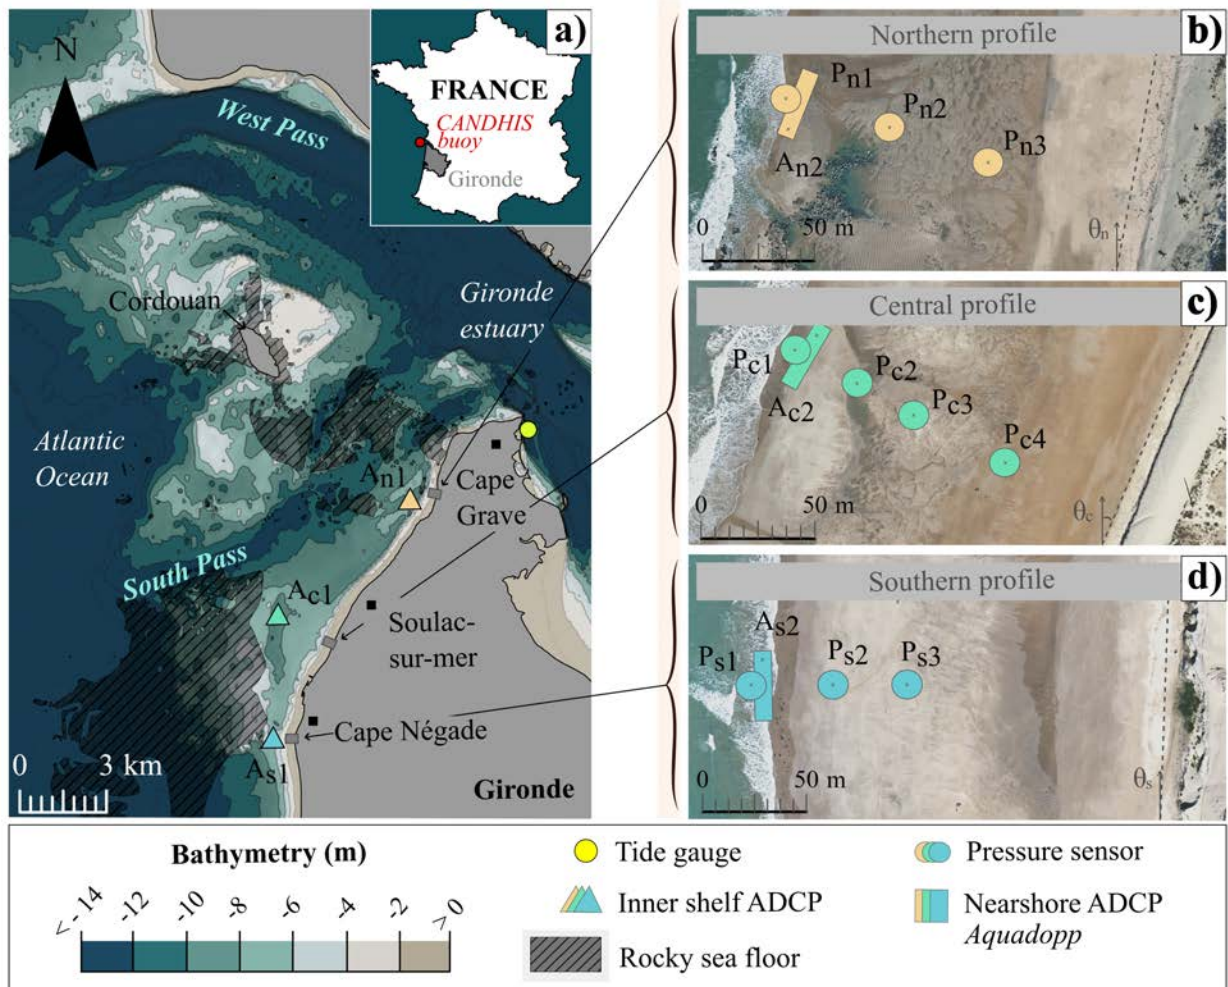 a)
N
FRANCE
CANDHIS
buoy
Gironde
West Pass
Cordouan
Gironde
estuary
Atlantic
Ocean
An1
Cape
Grave
South Pass
Ac1
Soulac-
sur-mer
Cape Négade
As1
0 3 km
Gironde
b)
Northern profile
Pn1
Pn2
Pn3
An2
0 50 m
θn
c)
Central profile
Pc1
Pc2
Pc3
Ac2
Pc4
0 50 m
θc
d)
Southern profile
As2
Ps1
Ps2
Ps3
0 50 m
θs
Bathymetry (m)
< -14 -12 -10 -8 -6 -4 -2 > 0
Tide gauge
Inner shelf ADCP
Rocky sea floor
Pressure sensor
Nearshore ADCP
Aquadopp